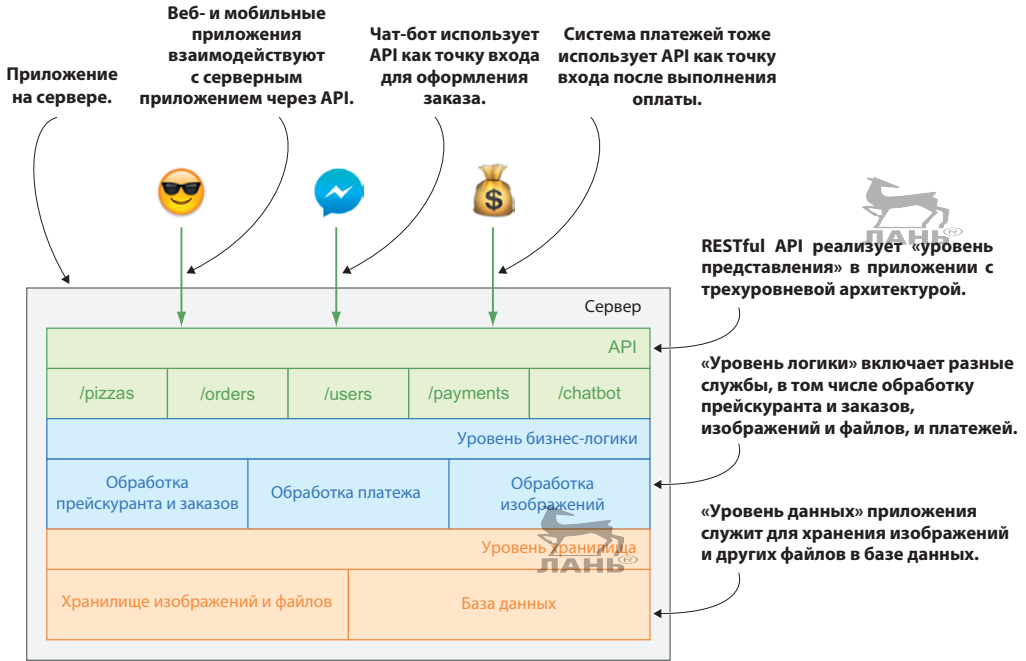 Приложение
на сервере.
Веб- и мобильные
приложения
взаимодействуют
с серверным
приложением через API.
Чат-бот использует
API как точку входа
для оформления
заказа.
Система платежей тоже
использует API как точку
входа после выполнения
оплаты.
$
ЛАНЬ®
RESTful API реализует «уровень
представления» в приложении с
трехуровневой архитектурой.
Сервер
API
/pizzas
/orders
/users
/payments
/chatbot
«Уровень логики» включает разные
службы, в том числе обработку
прейскуранта и заказов,
изображений и файлов, и платежей.
Уровень бизнес-логики
Обработка
прейскуранта и заказов
Обработка платежа
Обработка
изображений
«Уровень данных» приложения
служит для хранения изображений
и других файлов в базе данных.
Уровень хранилища
ЛАНЬ®
Хранилище изображений и файлов
База данных